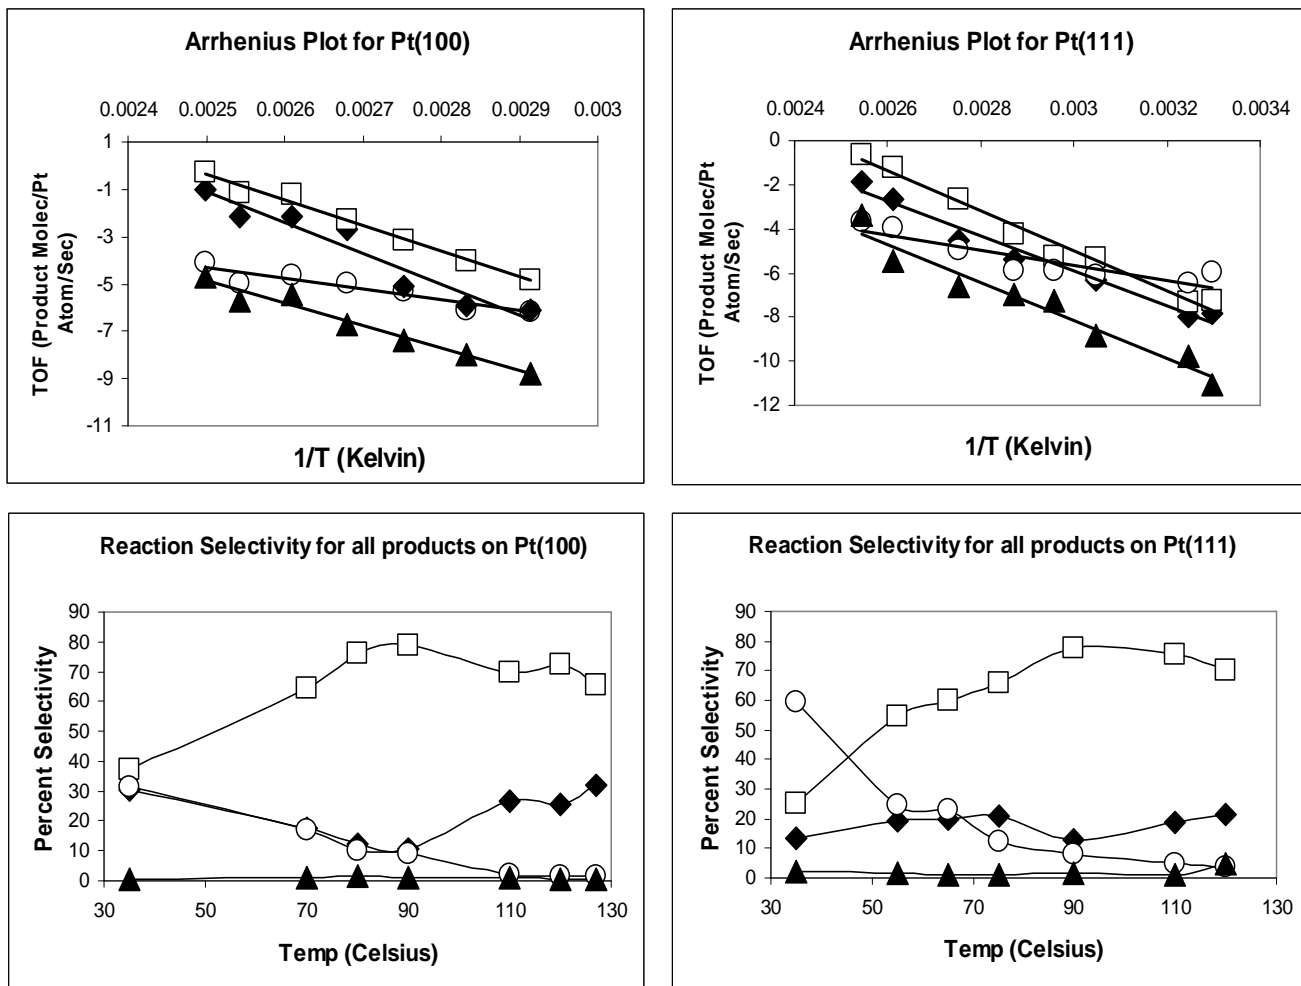 Arrhenius Plot for Pt(100)
0.0024 0.0025 0.0026 0.0027 0.0028 0.0029 0.003
1
-1
-3
-5
-7
-9
-11
TOF (Product Molec/Pt
Atom/Sec)
1/T (Kelvin)
Arrhenius Plot for Pt(111)
0.0024 0.0026 0.0028 0.003 0.0032 0.0034
0
-2
-4
-6
-8
-10
-12
TOF (Product Molec/Pt
Atom/Sec)
1/T (Kelvin)
Reaction Selectivity for all products on Pt(100)
90
80
70
60
50
40
30
20
10
0
Percent Selectivity
30 50 70 90 110 130
Temp (Celsius)
Reaction Selectivity for all products on Pt(111)
90
80
70
60
50
40
30
20
10
0
Percent Selectivity
30 50 70 90 110 130
Temp (Celsius)